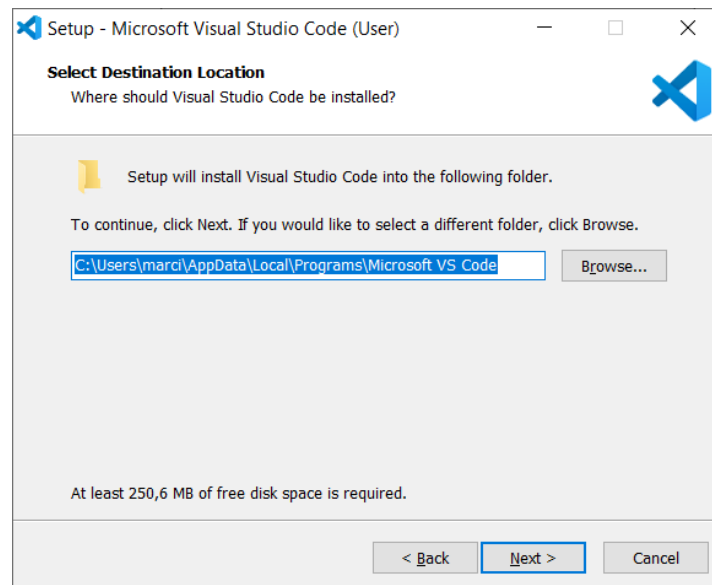 Setup - Microsoft Visual Studio Code (User)
Select Destination Location
Where should Visual Studio Code be installed?
Setup will install Visual Studio Code into the following folder.
To continue, click Next. If you would like to select a different folder, click Browse.
C:\Users\marci\AppData\Local\Programs\Microsoft VS Code
Browse...
At least 250,6 MB of free disk space is required.
< Back
Next >
Cancel